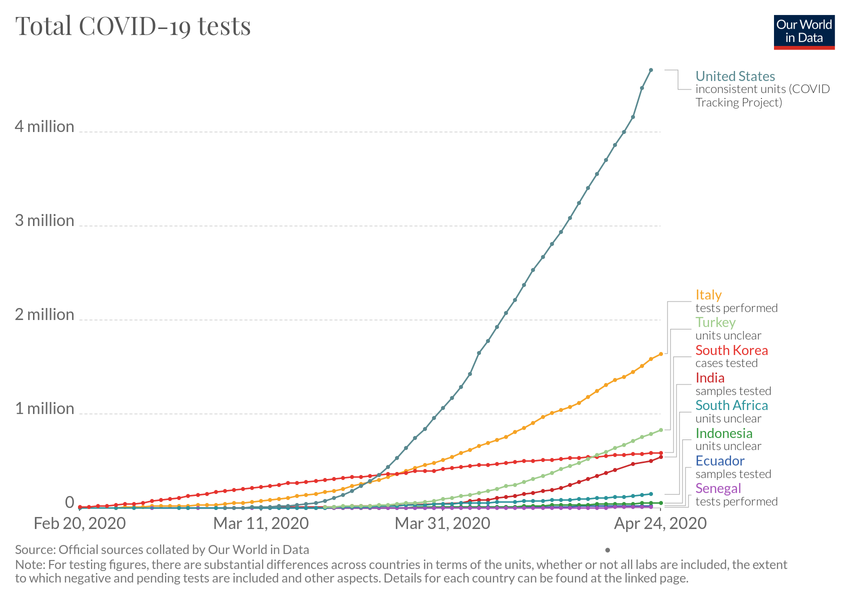 Total COVID-19 tests
Our World
in Data
United States
inconsistent units (COVID
Tracking Project)
4 million
3 million
2 million
1 million
0
Italy
tests performed
Turkey
units unclear
South Korea
cases tested
India
samples tested
South Africa
units unclear
Indonesia
units unclear
Ecuador
samples tested
Senegal
tests performed
Feb 20, 2020
Mar 11, 2020
Mar 31, 2020
Apr 24, 2020
Source: Official sources collated by Our World in Data
Note: For testing figures, there are substantial differences across countries in terms of the units, whether or not all labs are included, the extent
to which negative and pending tests are included and other aspects. Details for each country can be found at the linked page.